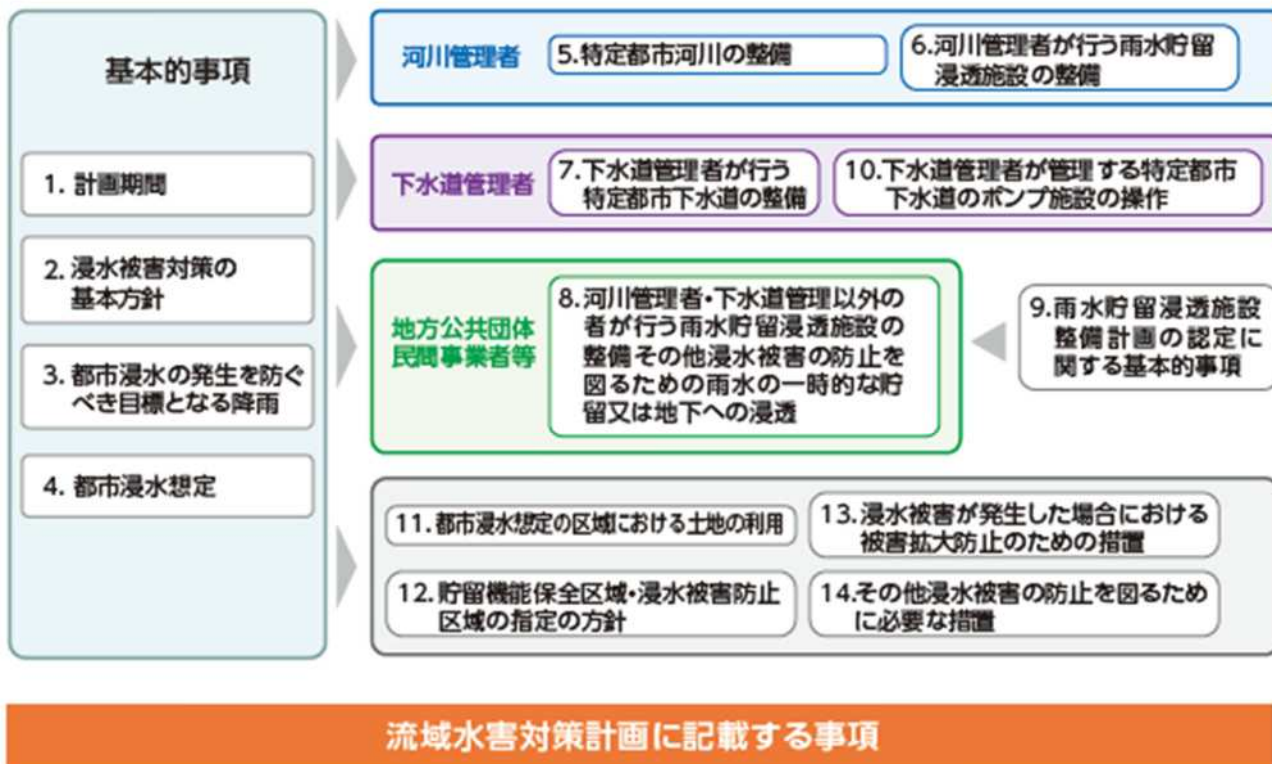 基本的事項
1. 計画期間
2. 浸水被害対策の
基本方針
3. 都市浸水の発生を防ぐ
べき目標となる降雨
4. 都市浸水想定
河川管理者
5.特定都市河川の整備
6.河川管理者が行う雨水貯留
浸透施設の整備
下水道管理者
7.下水道管理者が行う
特定都市下水道の整備
10.下水道管理者が管理する特定都市
下水道のポンプ施設の操作
地方公共団体
民間事業者等
8.河川管理者・下水道管理以外の
者が行う雨水貯留浸透施設の
整備その他浸水被害の防止を
図るための雨水の一時的な貯
留又は地下への浸透
9.雨水貯留浸透施設
整備計画の認定に
関する基本的事項
11.都市浸水想定の区域における土地の利用
12.貯留機能保全区域・浸水被害防止
区域の指定の方針
13.浸水被害が発生した場合における
被害拡大防止のための措置
14.その他浸水被害の防止を図るため
に必要な措置
流域水害対策計画に記載する事項